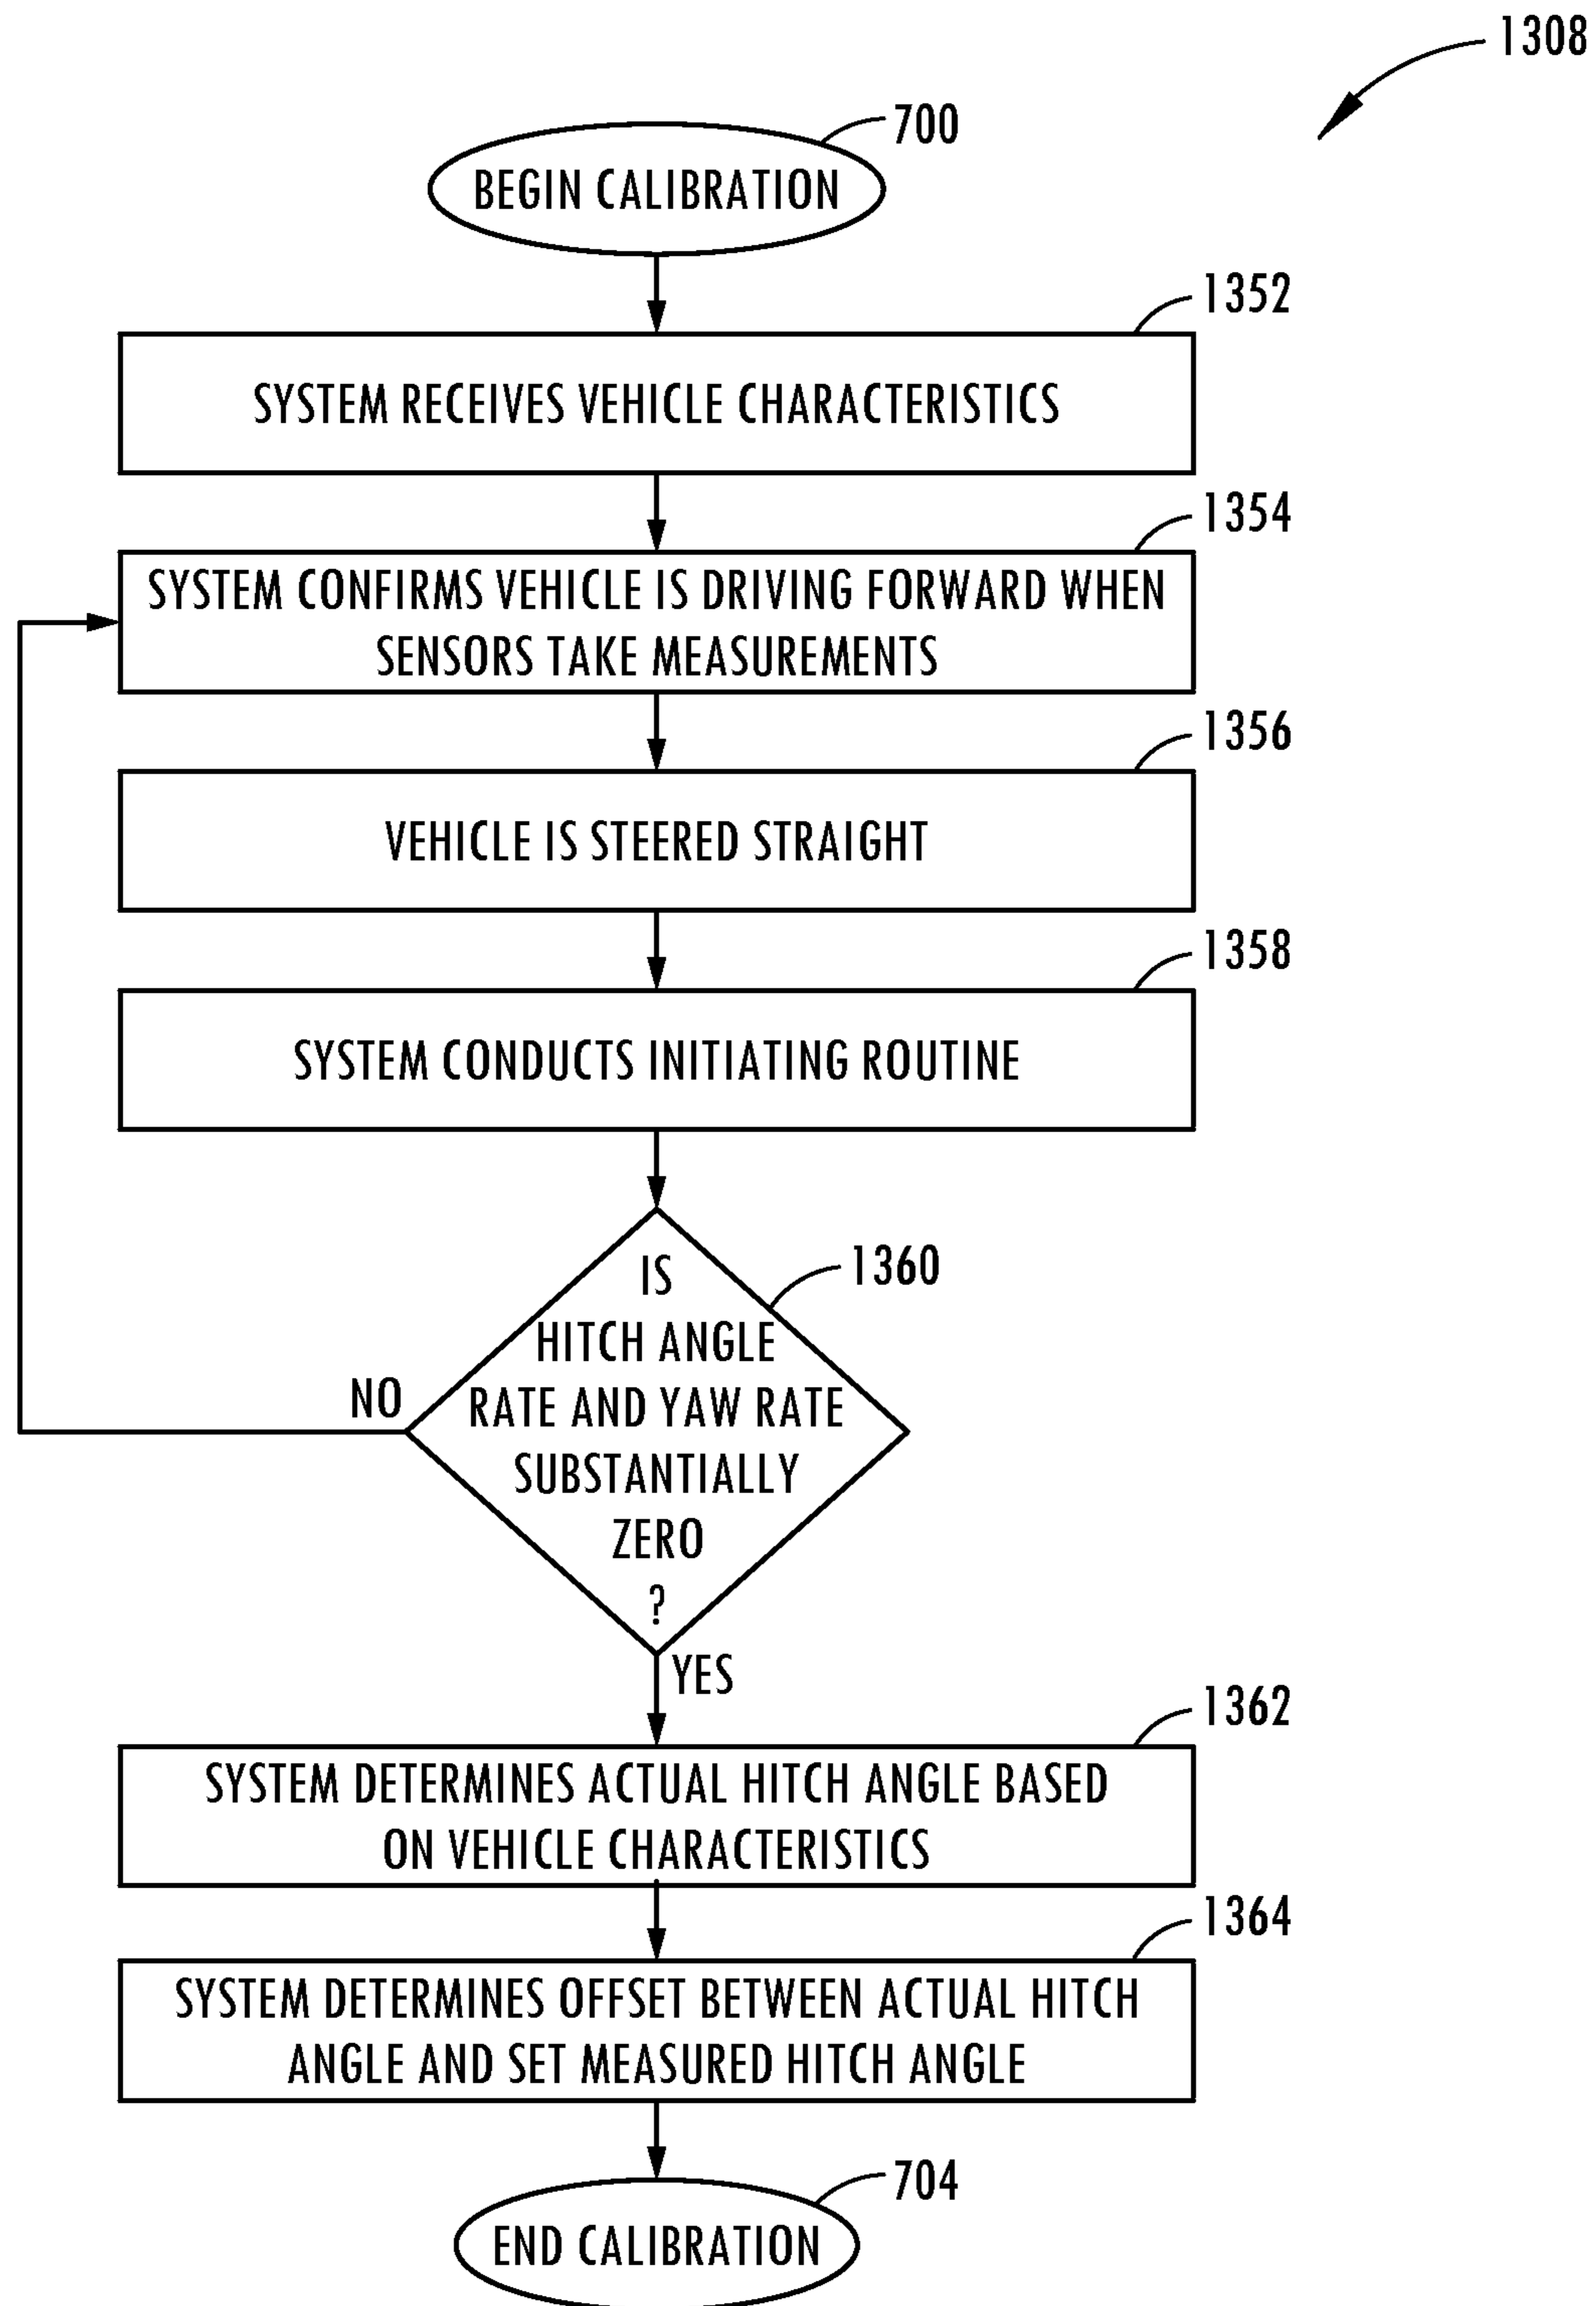 1308
700
BEGIN CALIBRATION
1352
SYSTEM RECEIVES VEHICLE CHARACTERISTICS
1354
SYSTEM CONFIRMS VEHICLE IS DRIVING FORWARD WHEN
SENSORS TAKE MEASUREMENTS
1356
VEHICLE IS STEERED STRAIGHT
1358
SYSTEM CONDUCTS INITIATING ROUTINE
1360
IS
HITCH ANGLE
RATE AND YAW RATE
SUBSTANTIALLY
ZERO
?
NO
YES
1362
SYSTEM DETERMINES ACTUAL HITCH ANGLE BASED
ON VEHICLE CHARACTERISTICS
1364
SYSTEM DETERMINES OFFSET BETWEEN ACTUAL HITCH
ANGLE AND SET MEASURED HITCH ANGLE
704
END CALIBRATION